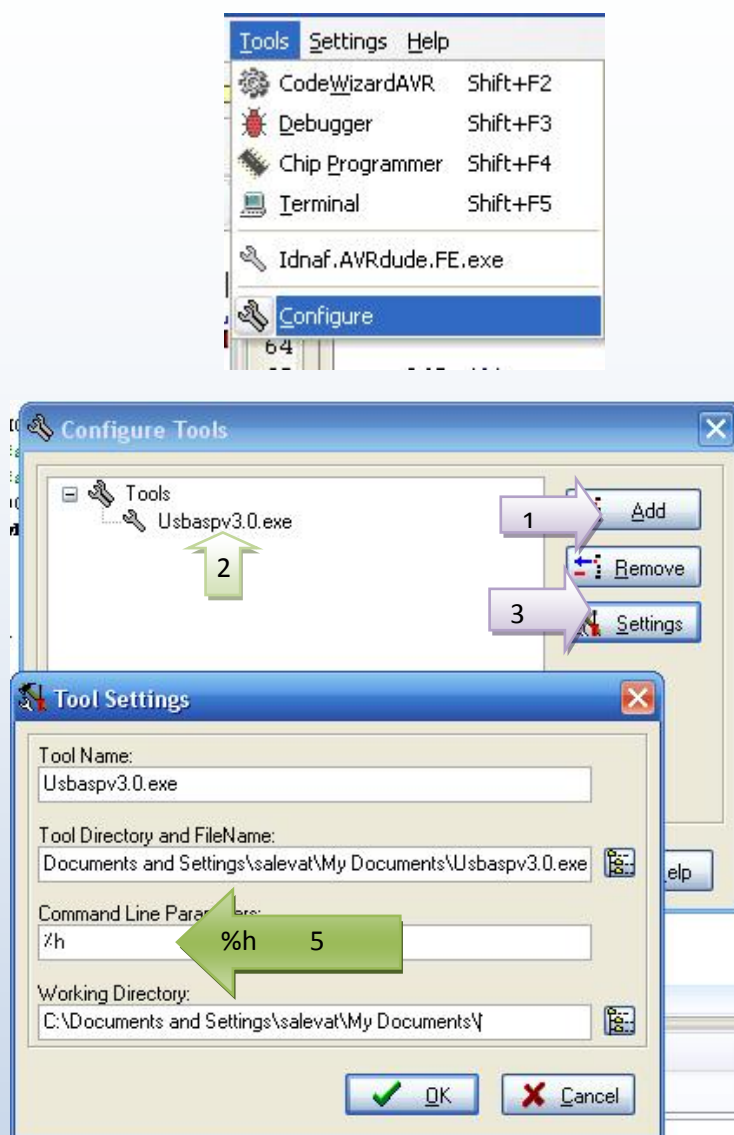 Tools Settings Help
CodeWizardAVR Shift+F2
Debugger Shift+F3
Chip Programmer Shift+F4
Terminal Shift+F5
Idnaf.AVRdude.FE.exe
Configure
64
Configure Tools
Tools
Usbaspv3.0.exe
2
1 Add
Remove
3 Settings
Tool Settings
Tool Name:
Usbaspv3.0.exe
Tool Directory and FileName:
Documents and Settings\salevat\My Documents\Usbaspv3.0.exe
elp
Command Line Parameters:
%h
%h 5
Working Directory:
C:\Documents and Settings\salevat\My Documents\
OK Cancel